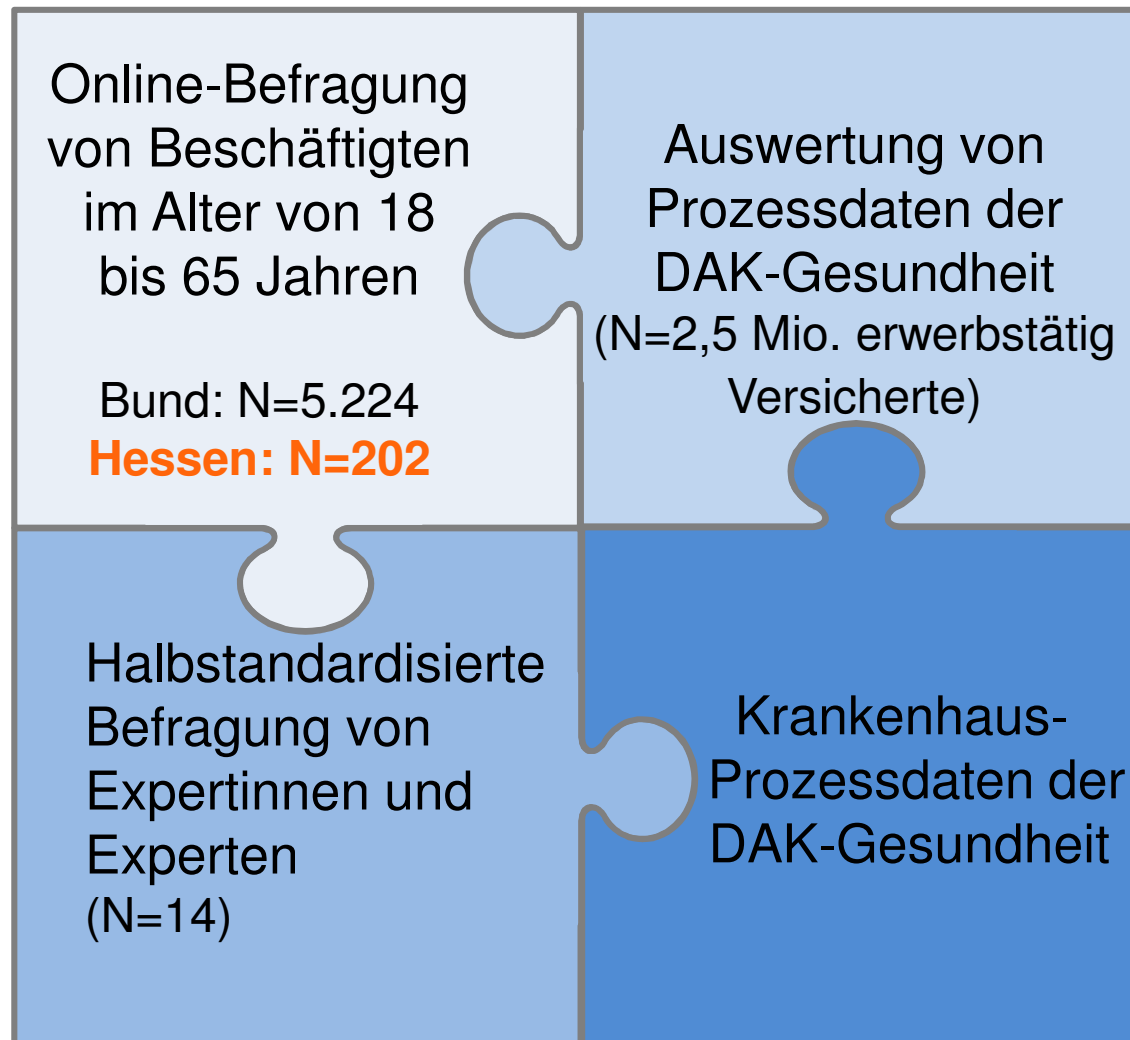 Online-Befragung
von Beschäftigten
im Alter von 18
bis 65 Jahren
Bund: N=5.224
Hessen: N=202
Auswertung von
Prozessdaten der
DAK-Gesundheit
(N=2,5 Mio. erwerbstätig
Versicherte)
Halbstandardisierte
Befragung von
Expertinnen und
Experten
(N=14)
Krankenhaus-
Prozessdaten der
DAK-Gesundheit